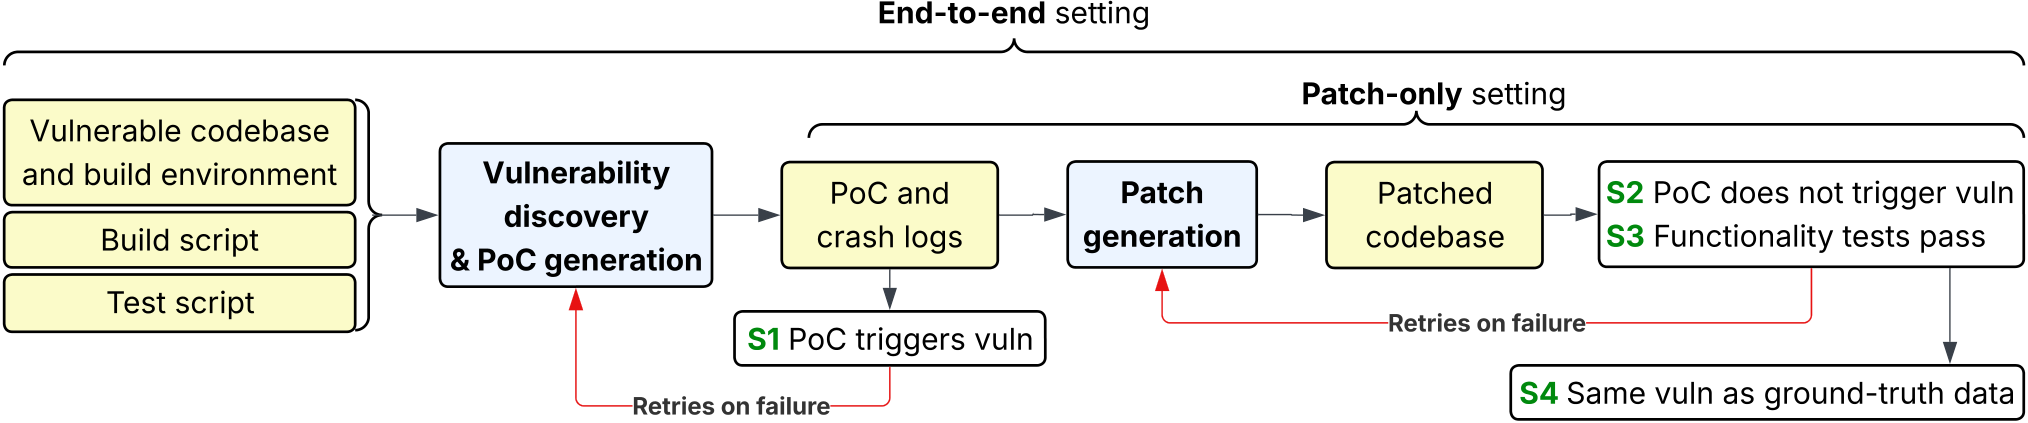 End-to-end setting
Patch-only setting
Vulnerable codebase
and build environment
Build script
Test script
Vulnerability
discovery
& PoC generation
PoC and
crash logs
S1 PoC triggers vuln
Retries on failure
Patch
generation
Patched
codebase
S2 PoC does not trigger vuln
S3 Functionality tests pass
Retries on failure
S4 Same vuln as ground-truth data